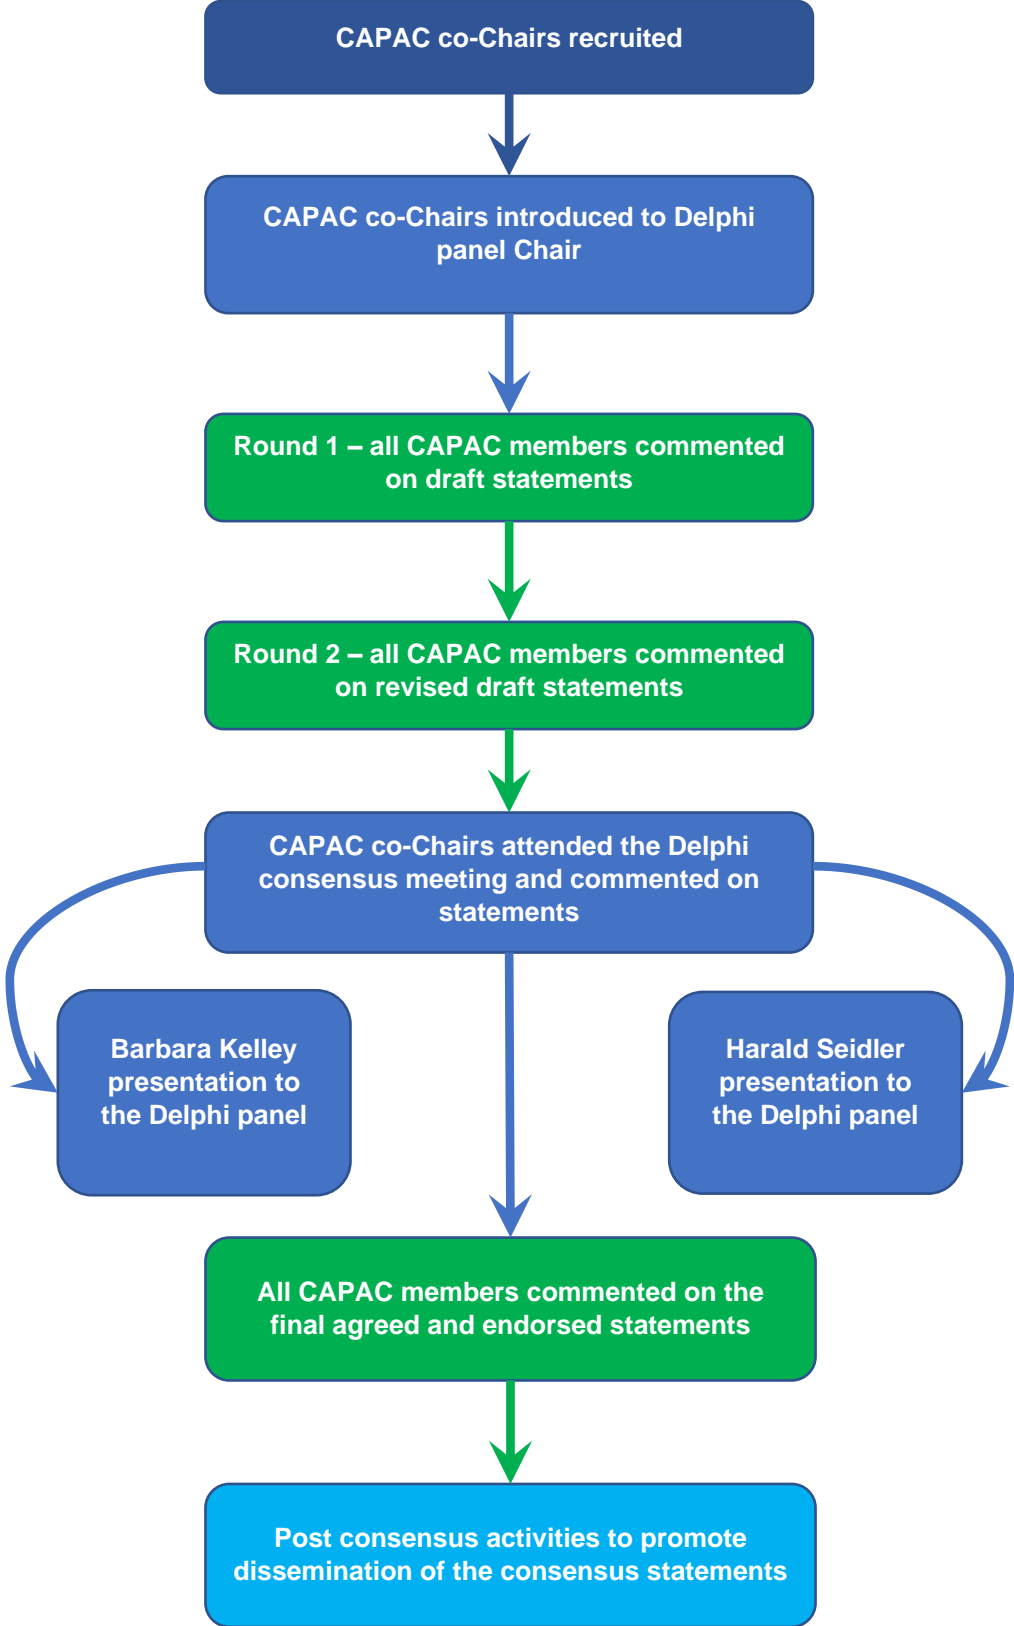 CAPAC co-Chairs recruited
CAPAC co-Chairs introduced to Delphi
panel Chair
Round 1 – all CAPAC members commented
on draft statements
Round 2 – all CAPAC members commented
on revised draft statements
CAPAC co-Chairs attended the Delphi
consensus meeting and commented on
statements
Barbara Kelley
presentation to
the Delphi panel
Harald Seidler
presentation to
the Delphi panel
All CAPAC members commented on the
final agreed and endorsed statements
Post consensus activities to promote
dissemination of the consensus statements